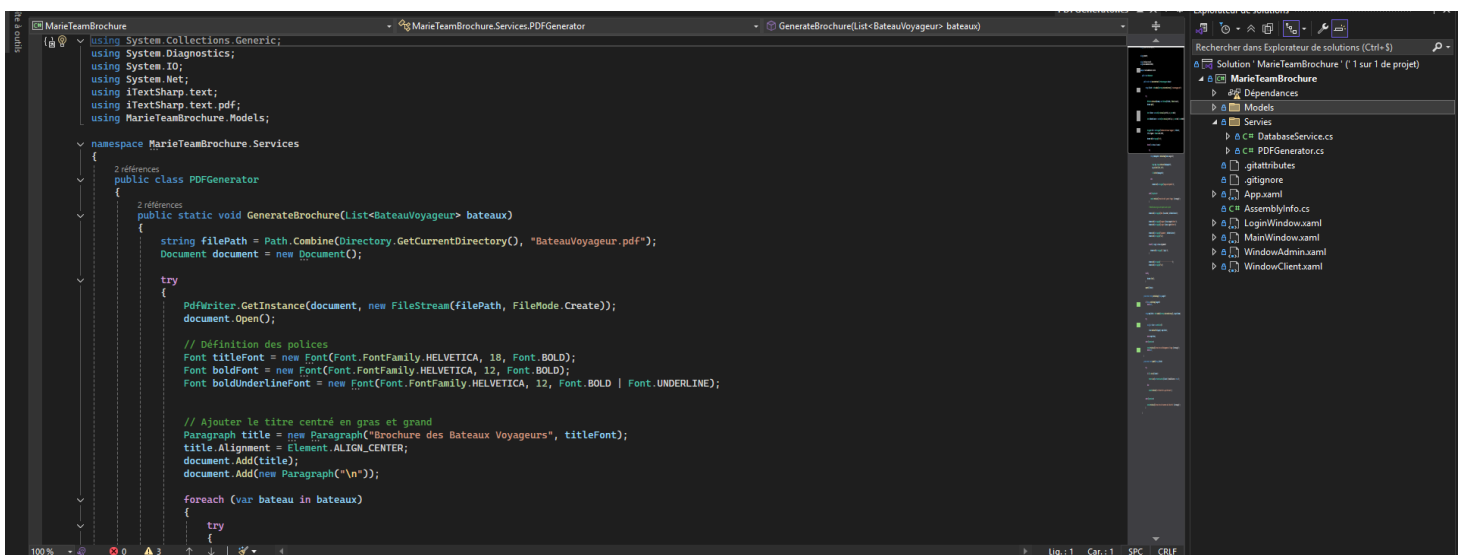 îte à outils
MarieTeamBrochure
MarieTeamBrochure.Services.PDFGenerator
GenerateBrochure(List<BateauVoyageur> bateaux)
using System.Collections.Generic;
using System.Diagnostics;
using System.IO;
using System.Net;
using iTextSharp.text;
using iTextSharp.text.pdf;
using MarieTeamBrochure.Models;
namespace MarieTeamBrochure.Services
{
2 références
public class PDFGenerator
{
2 références
public static void GenerateBrochure(List<BateauVoyageur> bateaux)
{
string filePath = Path.Combine(Directory.GetCurrentDirectory(), "BateauVoyageur.pdf");
Document document = new Document();
try
{
PdfWriter.GetInstance(document, new FileStream(filePath, FileMode.Create));
document.Open();
// Définition des polices
Font titleFont = new Font(Font.FontFamily.HELVETICA, 18, Font.BOLD);
Font boldFont = new Font(Font.FontFamily.HELVETICA, 12, Font.BOLD);
Font boldUnderlineFont = new Font(Font.FontFamily.HELVETICA, 12, Font.BOLD | Font.UNDERLINE);
// Ajouter le titre centré en gras et grand
Paragraph title = new Paragraph("Brochure des Bateaux Voyageurs", titleFont);
title.Alignment = Element.ALIGN_CENTER;
document.Add(title);
document.Add(new Paragraph("\n"));
foreach (var bateau in bateaux)
{
try
{
100 %
0
3
Lig. : 1
Car. : 1
SPC
CRLF
Explorateur de solutions
Rechercher dans Explorateur de solutions (Ctrl+$)
Solution ' MarieTeamBrochure ' (' 1 sur 1 de projet)
MarieTeamBrochure
Dépendances
Models
Servies
C# DatabaseService.cs
C# PDFGenerator.cs
.gitattributes
.gitignore
App.xaml
C# AssemblyInfo.cs
LoginWindow.xaml
MainWindow.xaml
WindowAdmin.xaml
WindowClient.xaml